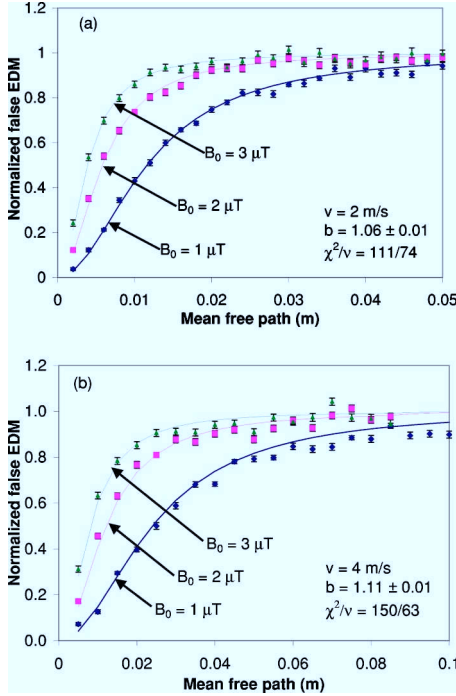 1.2
(a)
1
0.8
0.6
0.4
0.2
0
Normalized false EDM
B₀ = 3 μT
B₀ = 2 μT
B₀ = 1 μT
v = 2 m/s
b = 1.06 ± 0.01
χ²/ν = 111/74
0.00 0.01 0.02 0.03 0.04 0.05
Mean free path (m)
1.2
(b)
1.0
0.8
0.6
0.4
0.2
0.0
Normalized false EDM
B₀ = 3 μT
B₀ = 2 μT
B₀ = 1 μT
v = 4 m/s
b = 1.11 ± 0.01
χ²/ν = 150/63
0.00 0.02 0.04 0.06 0.08 0.1
Mean free path (m)